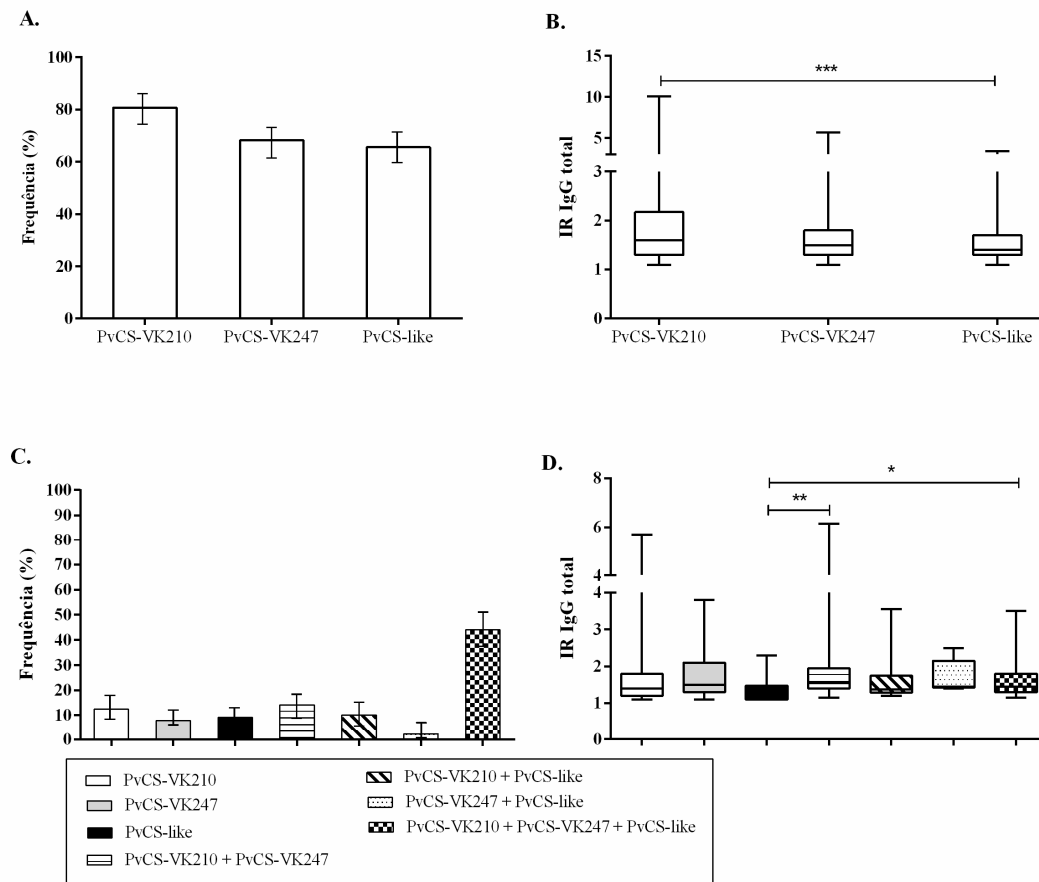 A.
Frequência (%)
100
80
60
40
20
0
PvCS-VK210 PvCS-VK247 PvCS-like
B.
IR IgG total
15
10
5
3
2
1
0
***
PvCS-VK210 PvCS-VK247 PvCS-like
C.
Frequência (%)
100
90
80
70
60
50
40
30
20
10
0
D.
IR IgG total
8
6
4
4
3
2
1
0
*
**
PvCS-VK210
PvCS-VK247
PvCS-like
PvCS-VK210 + PvCS-VK247
PvCS-VK210 + PvCS-like
PvCS-VK247 + PvCS-like
PvCS-VK210 + PvCS-VK247 + PvCS-like